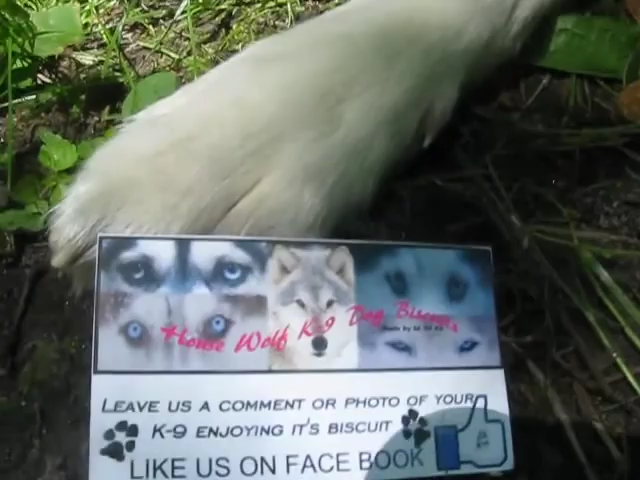 House Wolf K-9 Dog Biscuits
LEAVE US A COMMENT OR PHOTO OF YOUR
K-9 ENJOYING IT'S BISCUIT
LIKE US ON FACE BOOK